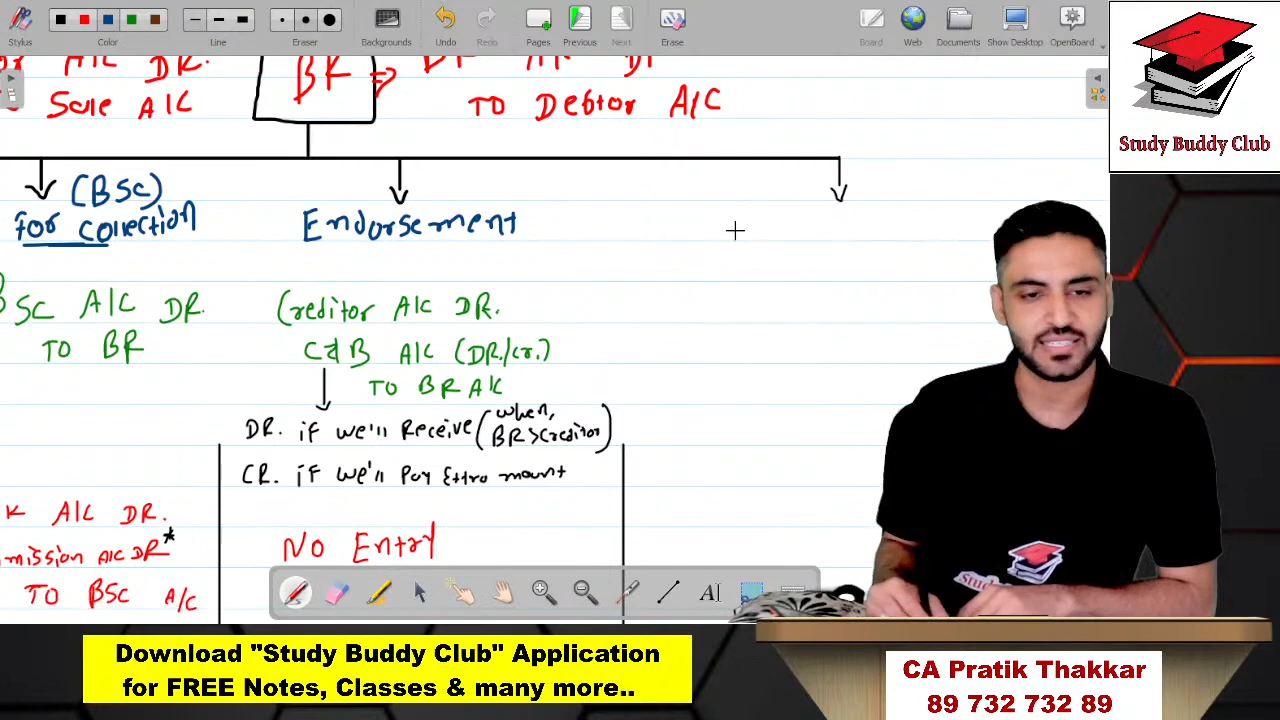 Stylus
Color
Line
Eraser
Backgrounds
Undo
Redo
Pages
Previous
Next
Erase
Board
Web
Documents
Show Desktop
OpenBoard
Study Buddy Club
A/C DR.
Sale A/C
BR
TO Debtor A/C
(BSC)
For Collection
Endorsement
SC A/C DR.
TO BR
Creditor A/C DR.
C&B A/C (DR./Cr.)
TO BR A/C
DR. if we'll Receive (when, BR > Creditor)
CR. if we'll Pay Extra mount
K A/C DR.
mmission A/C DR*
TO BSC A/C
No Entry
Study
Download "Study Buddy Club" Application
for FREE Notes, Classes & many more..
CA Pratik Thakkar
89 732 732 89